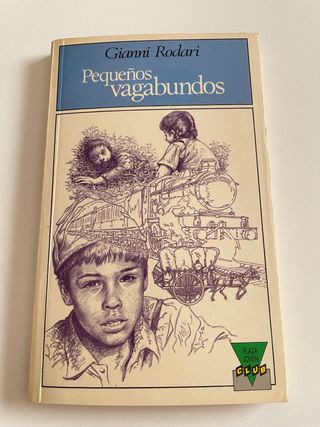 Gianni Rodari
Pequeños
vagabundos
PLAZA
JOVEN
CLUB